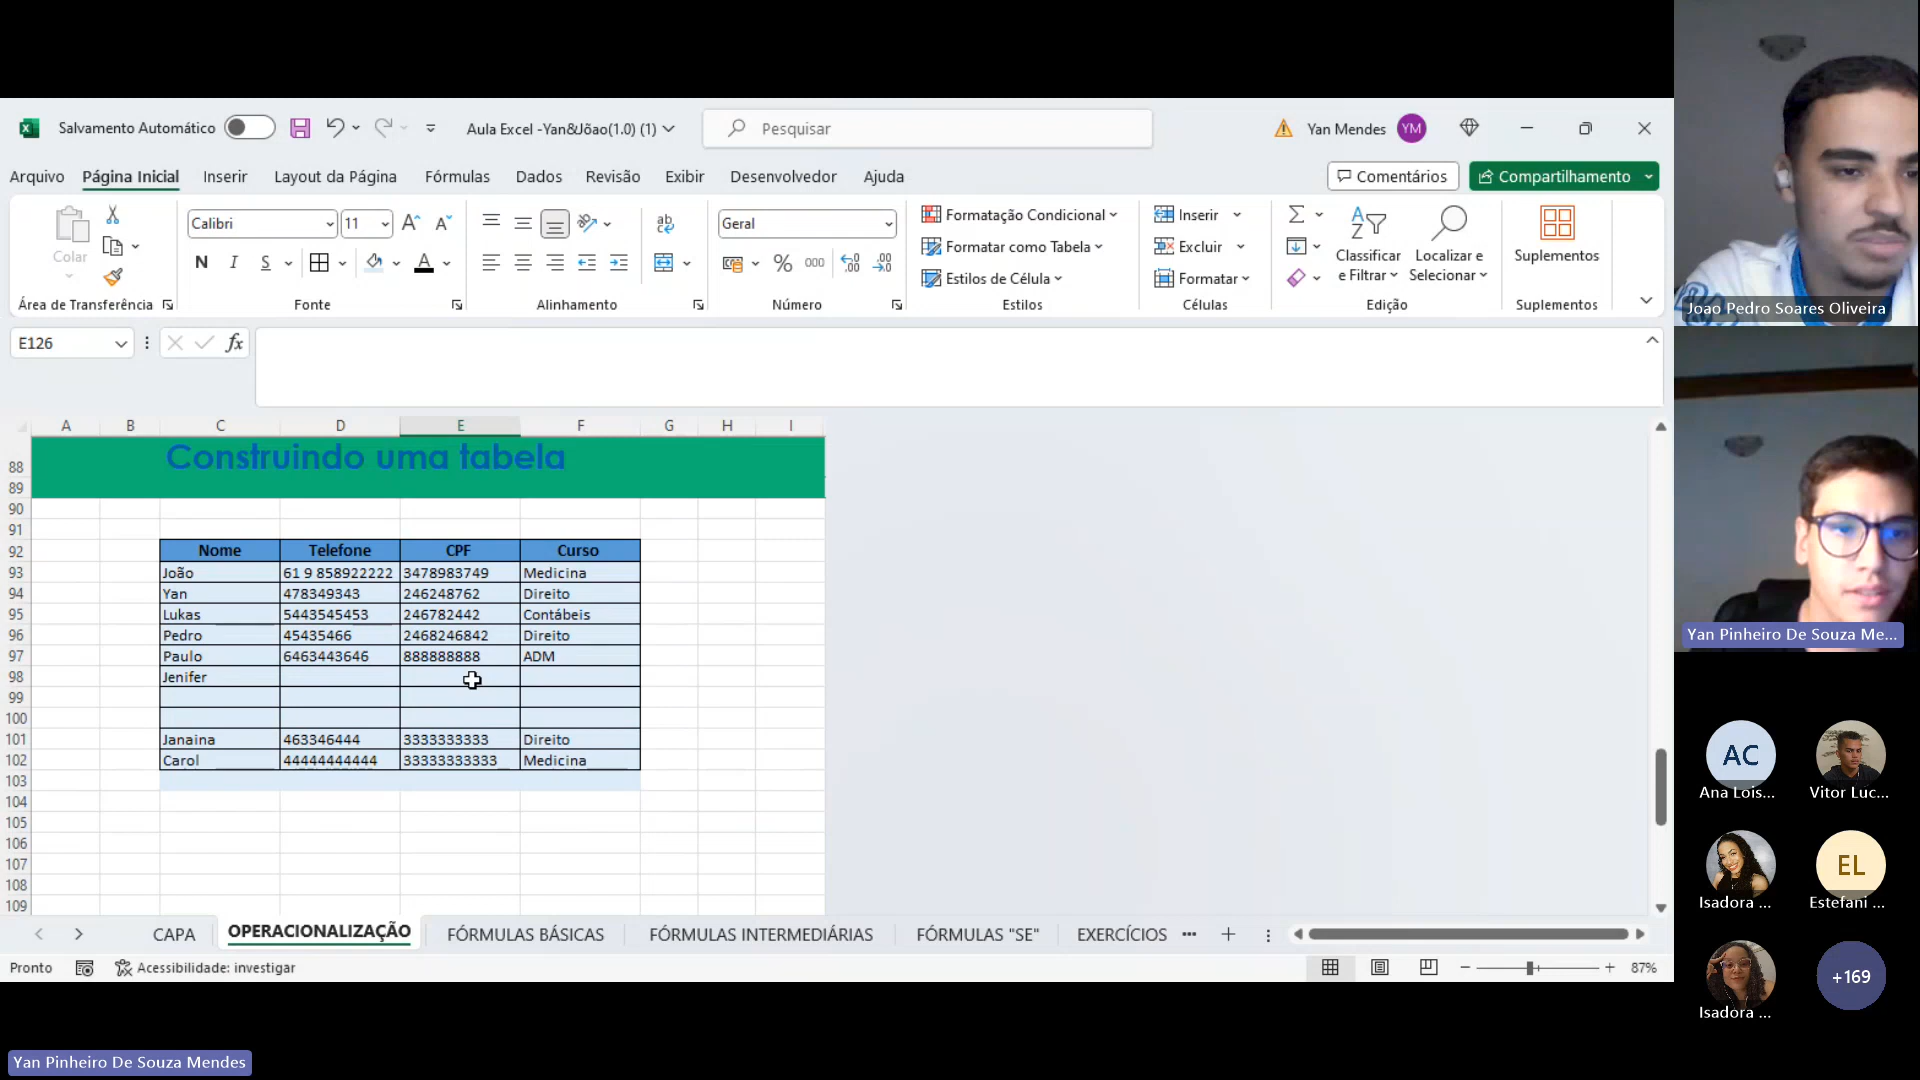 Salvamento Automático
Aula Excel -Yan&Jõao(1.0) (1)
Pesquisar
Yan Mendes
YM
Arquivo Página Inicial Inserir Layout da Página Fórmulas Dados Revisão Exibir Desenvolvedor Ajuda
Comentários
Compartilhamento
Colar
Área de Transferência
Calibri 11
N I S
Fonte
Alinhamento
Geral
% 000
Número
Formatação Condicional
Formatar como Tabela
Estilos de Célula
Estilos
Inserir
Excluir
Formatar
Células
Classificar e Filtrar
Localizar e Selecionar
Edição
Suplementos
Suplementos
E126
fx
A B C D E F G H I
88 Construindo uma tabela
89
90
91
92 Nome Telefone CPF Curso
93 João 61 9 858922222 3478983749 Medicina
94 Yan 478349343 246248762 Direito
95 Lukas 5443545453 246782442 Contábeis
96 Pedro 45435466 2468246842 Direito
97 Paulo 6463443646 888888888 ADM
98 Jenifer
99
100
101 Janaina 463346444 3333333333 Direito
102 Carol 44444444444 33333333333 Medicina
103
104
105
106
107
108
109
CAPA OPERACIONALIZAÇÃO FÓRMULAS BÁSICAS FÓRMULAS INTERMEDIÁRIAS FÓRMULAS "SE" EXERCÍCIOS
Pronto
Acessibilidade: investigar
87%
Yan Pinheiro De Souza Mendes
Joao Pedro Soares Oliveira
Yan Pinheiro De Souza Me...
AC
Ana Lois...
Vitor Luc...
Isadora ...
EL
Estefani ...
Isadora ...
+169